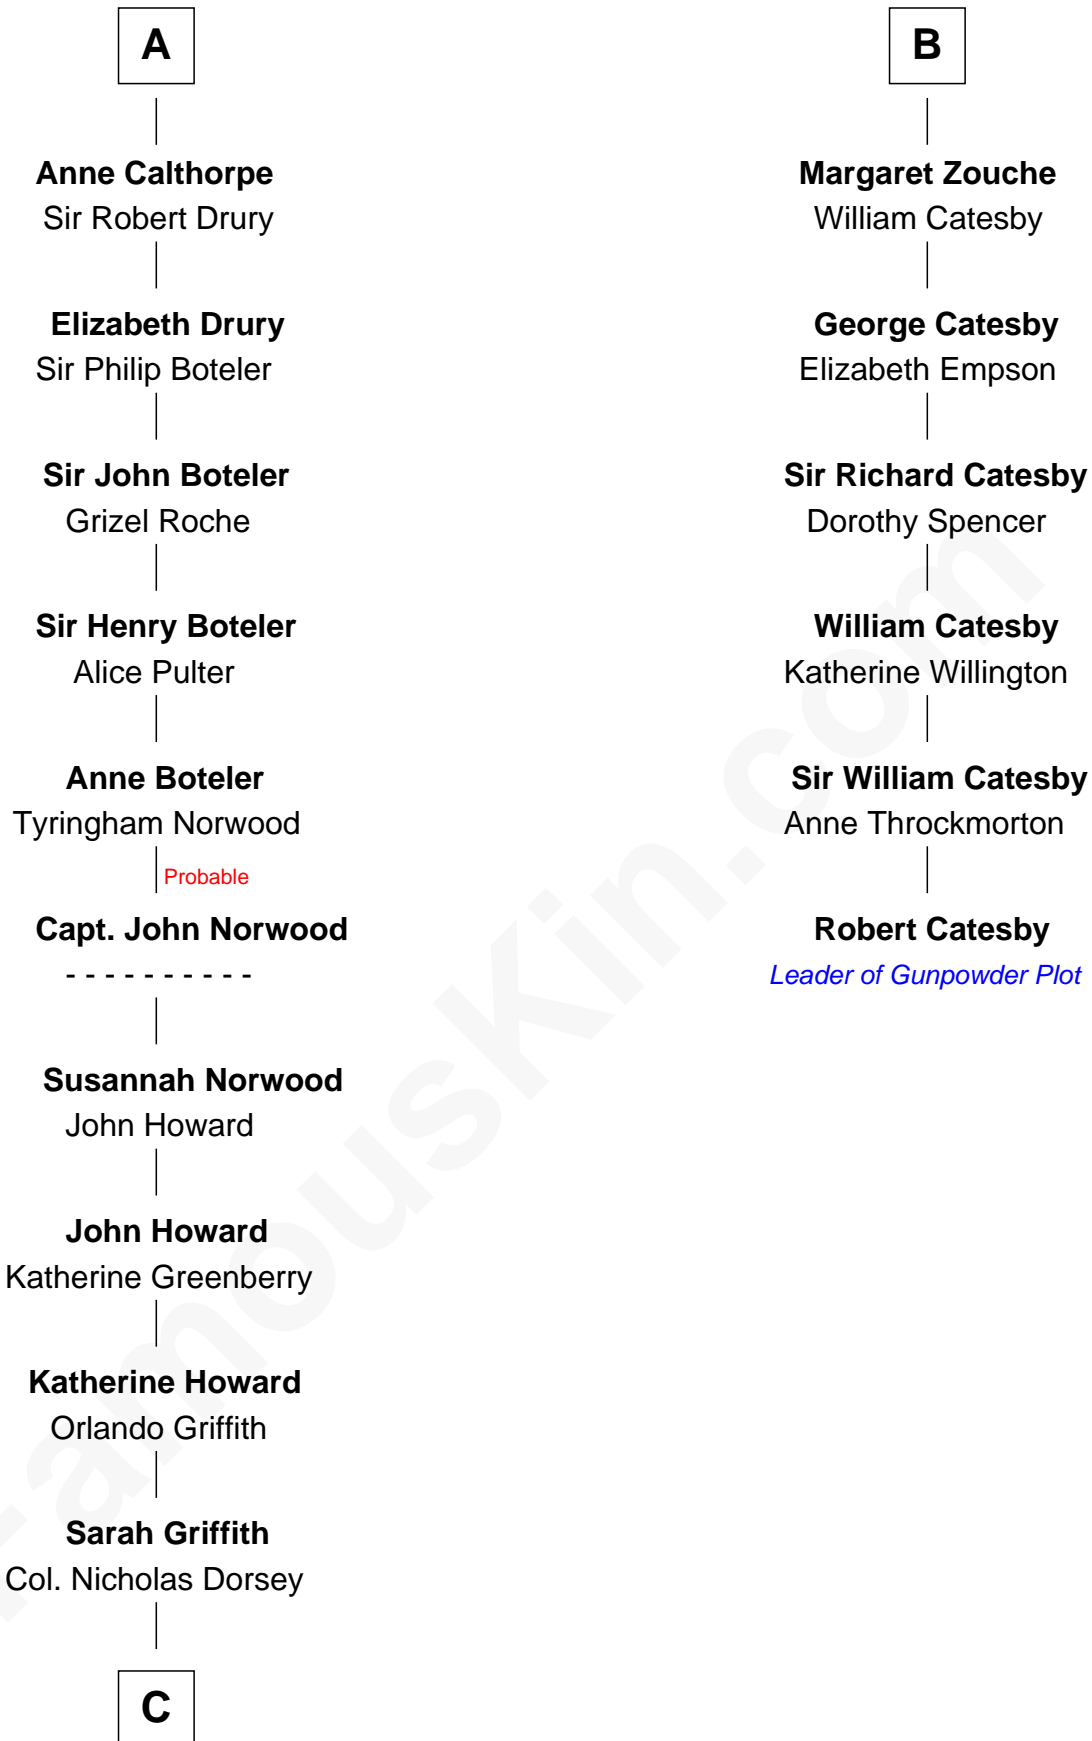 A
Anne Calthorpe
Sir Robert Drury
Elizabeth Drury
Sir Philip Boteler
Sir John Boteler
Grizel Roche
Sir Henry Boteler
Alice Pulter
Anne Boteler
Tyringham Norwood
Probable
Capt. John Norwood
- - - - - - - - - -
Susannah Norwood
John Howard
John Howard
Katherine Greenberry
Katherine Howard
Orlando Griffith
Sarah Griffith
Col. Nicholas Dorsey
C
B
Margaret Zouche
William Catesby
George Catesby
Elizabeth Empson
Sir Richard Catesby
Dorothy Spencer
William Catesby
Katherine Willington
Sir William Catesby
Anne Throckmorton
Robert Catesby
Leader of Gunpowder Plot
FamousKin.com